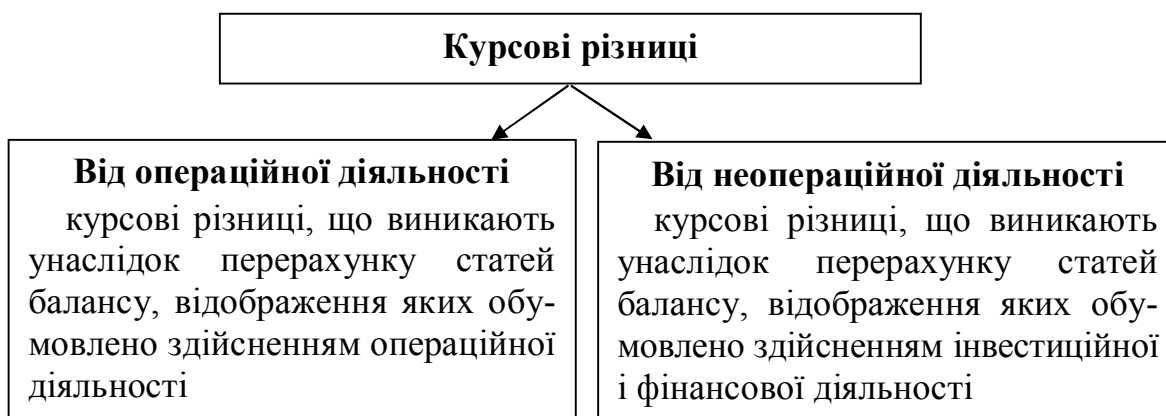 Курсові різниці
Від операційної діяльності
курсові різниці, що виникають
унаслідок перерахунку статей
балансу, відображення яких обу-
мовлено здійсненням операційної
діяльності
Від неопераційної діяльності
курсові різниці, що виникають
унаслідок перерахунку статей
балансу, відображення яких обу-
мовлено здійсненням інвестиційної
і фінансової діяльності